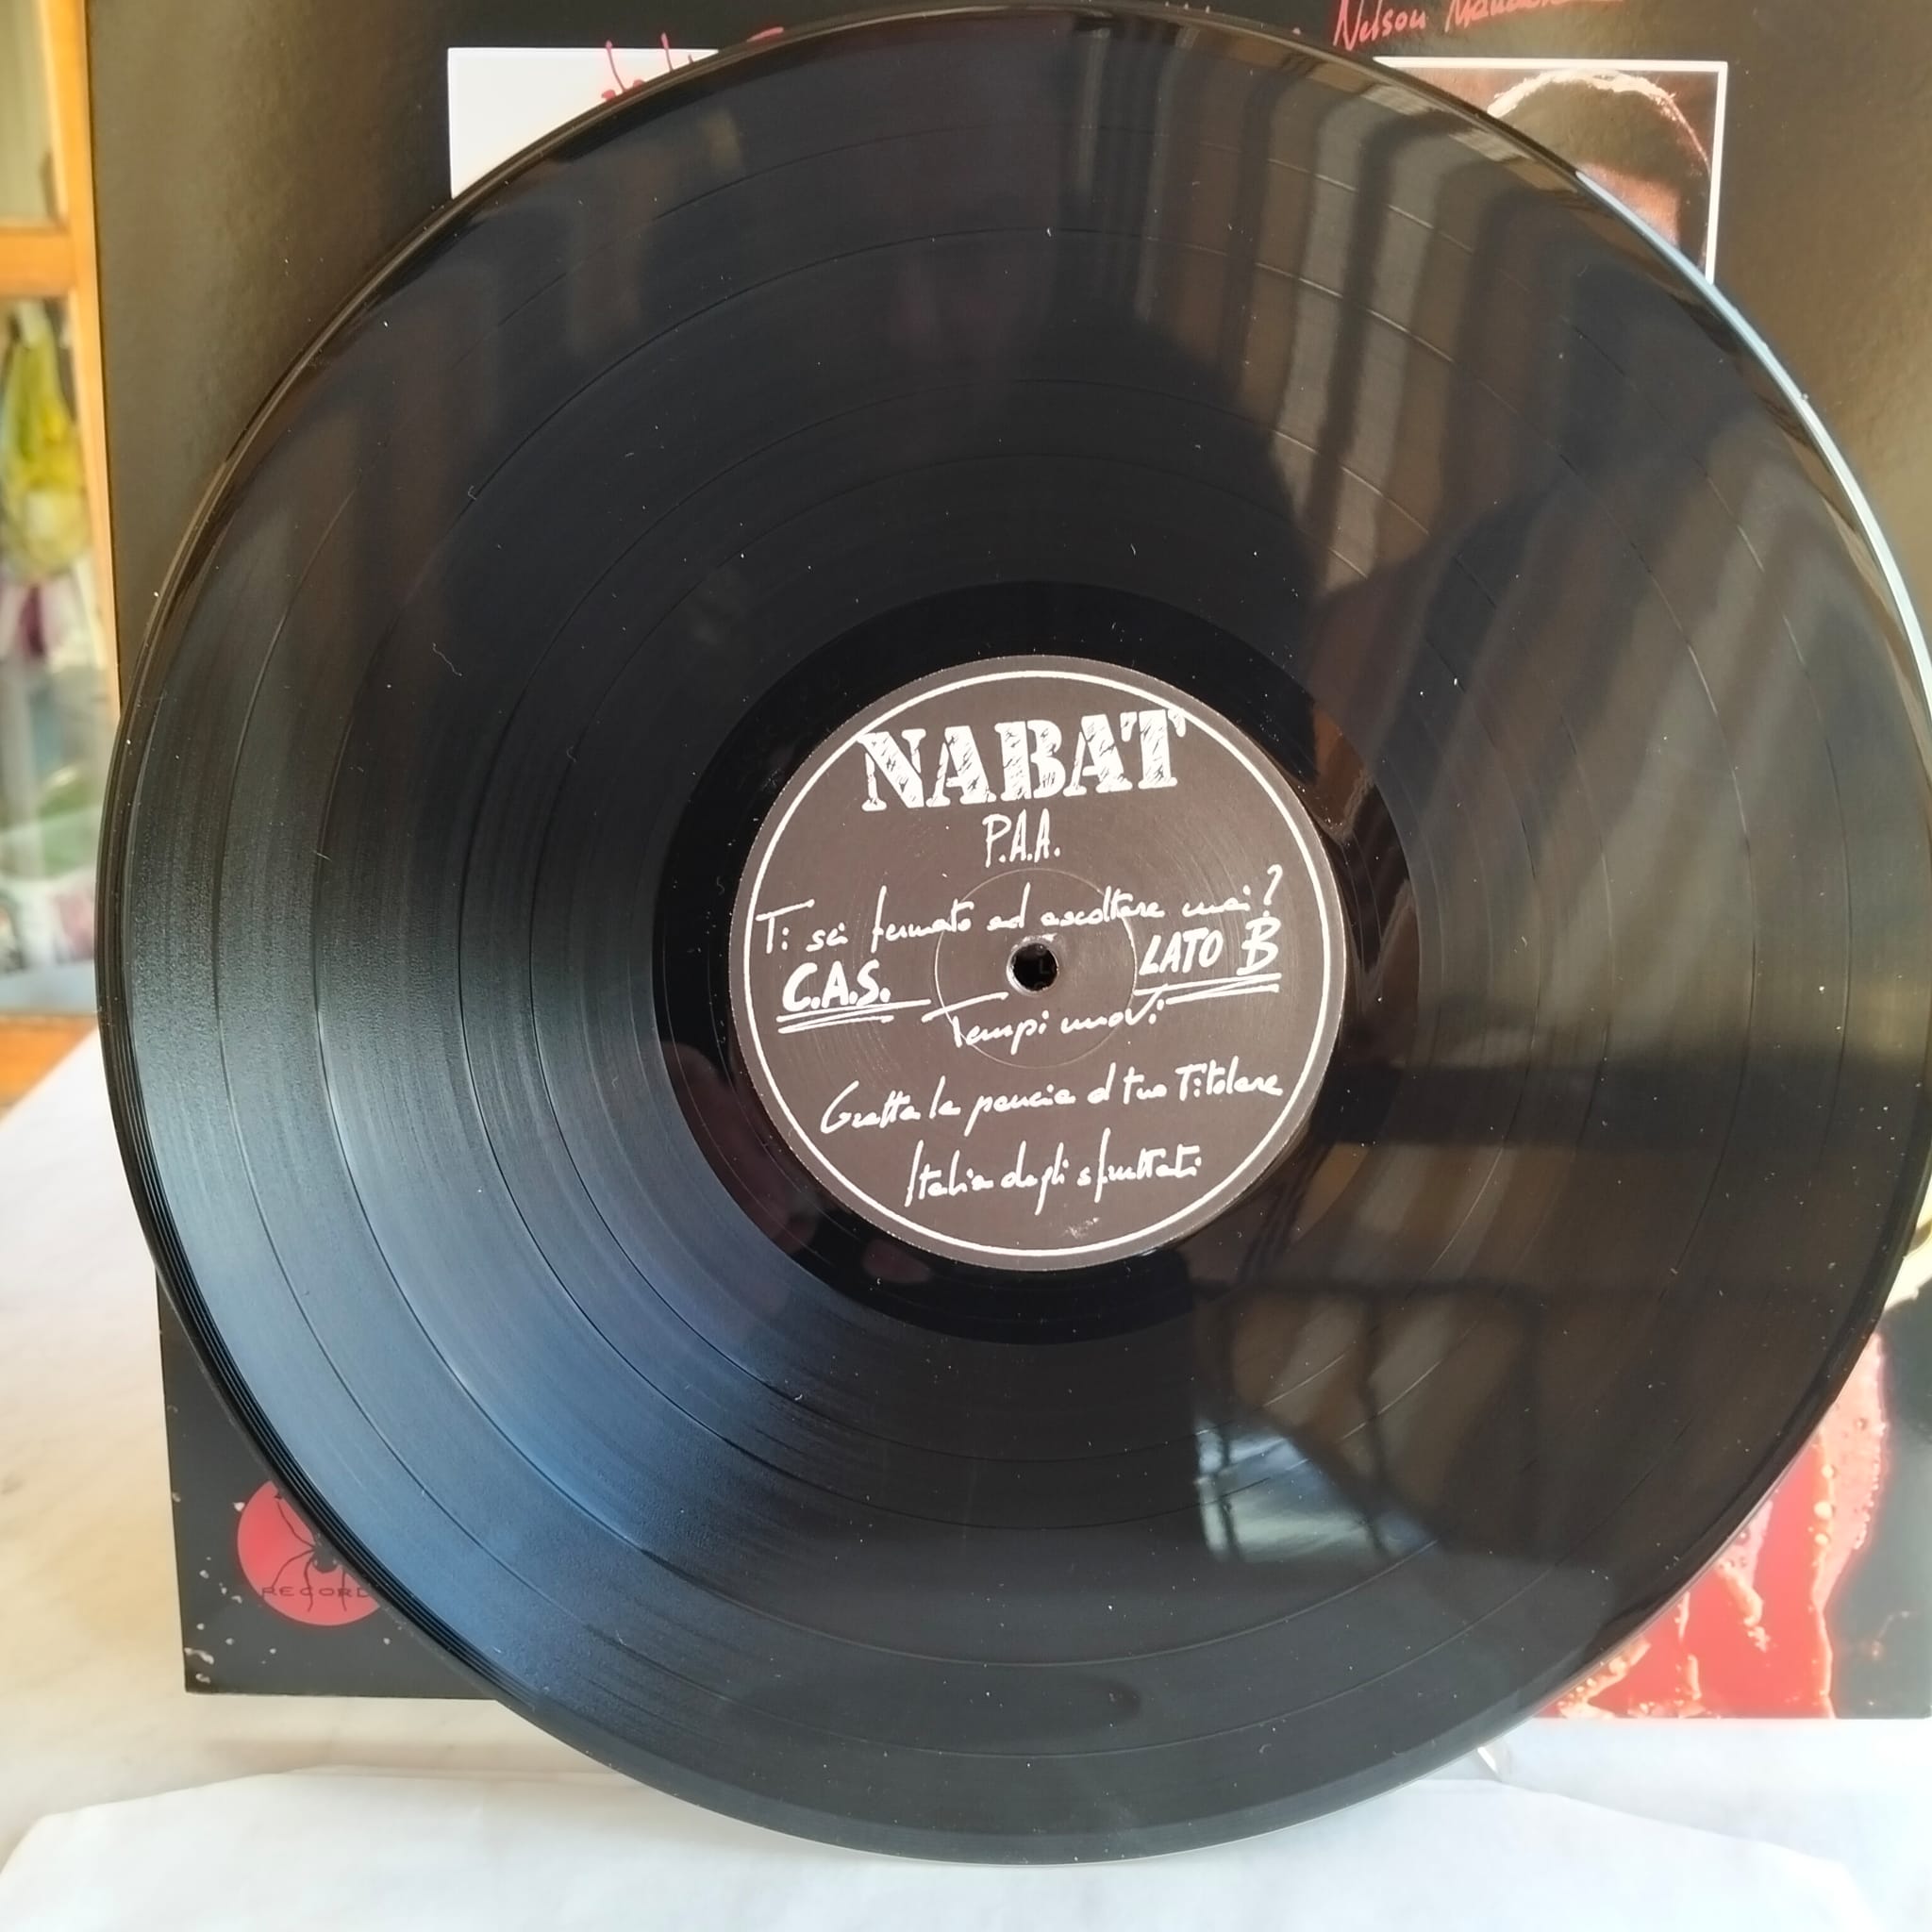 Nelson
NABAT
P.A.A.
Ti sei fermato ad ascoltare mai?
C.A.S.
LATO B
Tempi nuovi
Gratta la pancia al tuo Titolare
Italia degli sfruttati
RECORD